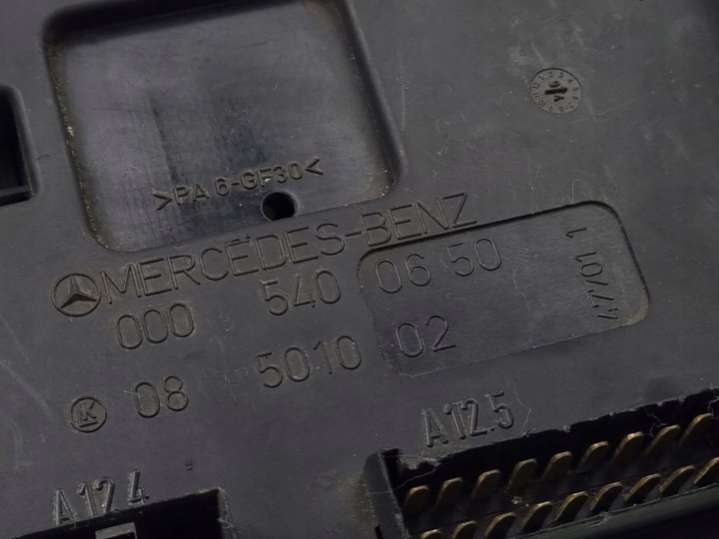 >PA 6-GF30<
MERCEDES-BENZ
000 540 06 50
08 5010 02
47/01 1
K
A12.4
A12.5